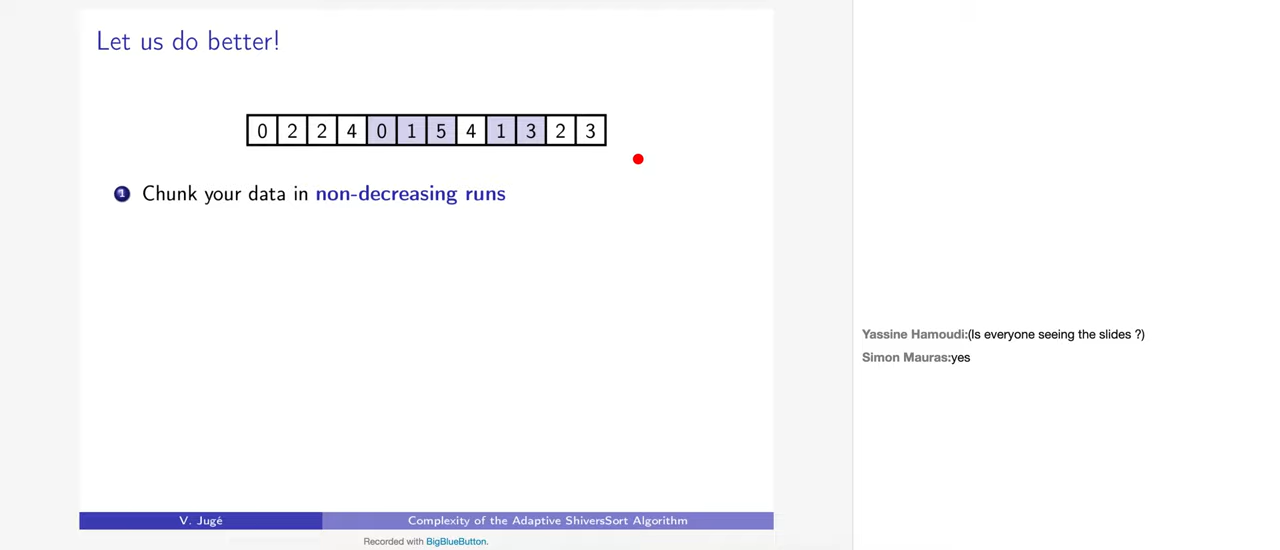 Let us do better!
0 2 2 4 0 1 5 4 1 3 2 3
1 Chunk your data in non-decreasing runs
Yassine Hamoudi:(Is everyone seeing the slides ?)
Simon Mauras:yes
V. Jugé Complexity of the Adaptive ShiversSort Algorithm
Recorded with BigBlueButton.